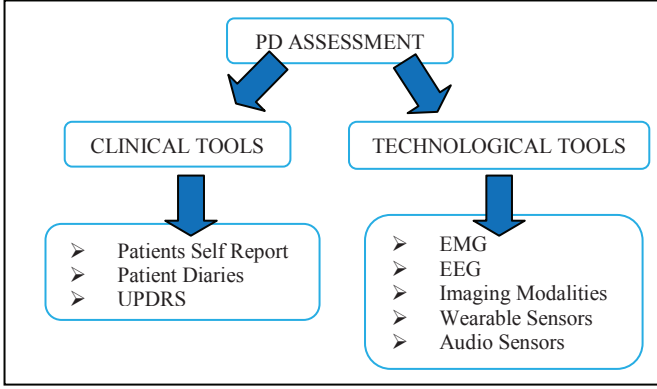 PD ASSESSMENT
CLINICAL TOOLS
TECHNOLOGICAL TOOLS
➢ Patients Self Report
➢ Patient Diaries
➢ UPDRS
➢ EMG
➢ EEG
➢ Imaging Modalities
➢ Wearable Sensors
➢ Audio Sensors